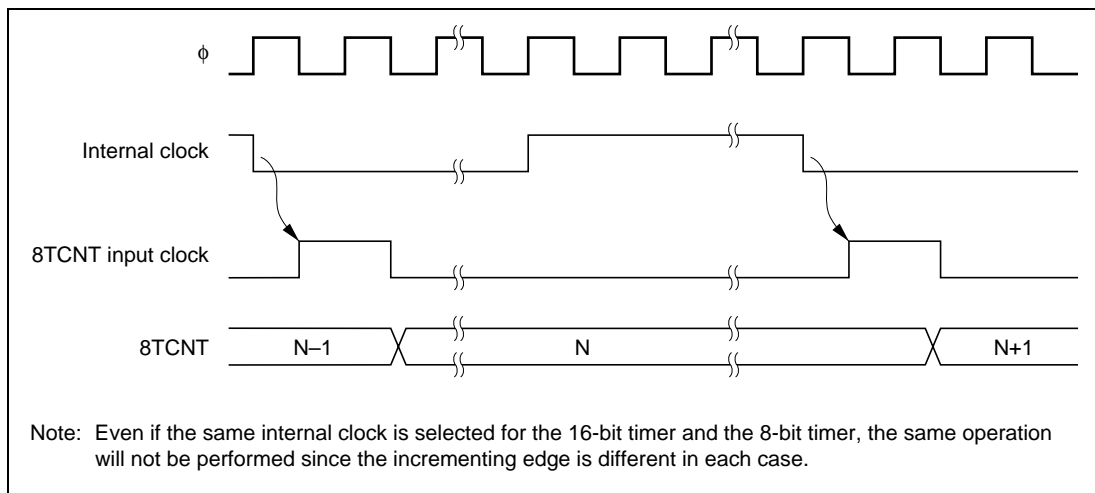 ϕ
Internal clock
8TCNT input clock
8TCNT
N–1
N
N+1
Note: Even if the same internal clock is selected for the 16-bit timer and the 8-bit timer, the same operation
will not be performed since the incrementing edge is different in each case.